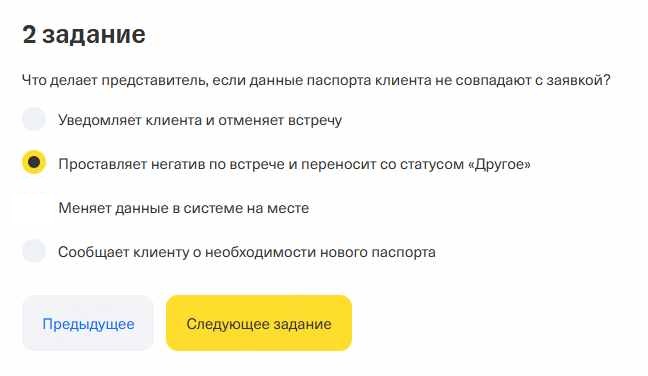 2 задание
Что делает представитель, если данные паспорта клиента не совпадают с заявкой?
Уведомляет клиента и отменяет встречу
Проставляет негатив по встрече и переносит со статусом «Другое»
Меняет данные в системе на месте
Сообщает клиенту о необходимости нового паспорта
Предыдущее
Следующее задание